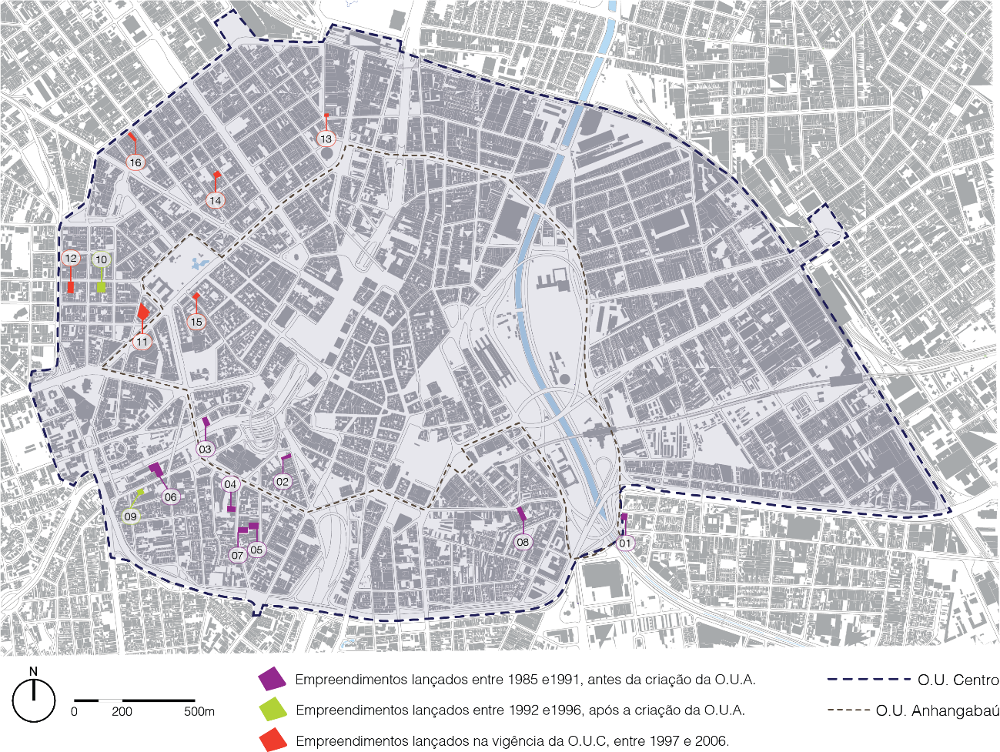 13
16
14
12
10
15
11
03
02
04
06
09
08
01
05
07
N
0
200
500m
Empreendimentos lançados entre 1985 e1991, antes da criação da O.U.A.
Empreendimentos lançados entre 1992 e1996, após a criação da O.U.A.
Empreendimentos lançados na vigência da O.U.C, entre 1997 e 2006.
O.U. Centro
O.U. Anhangabaú